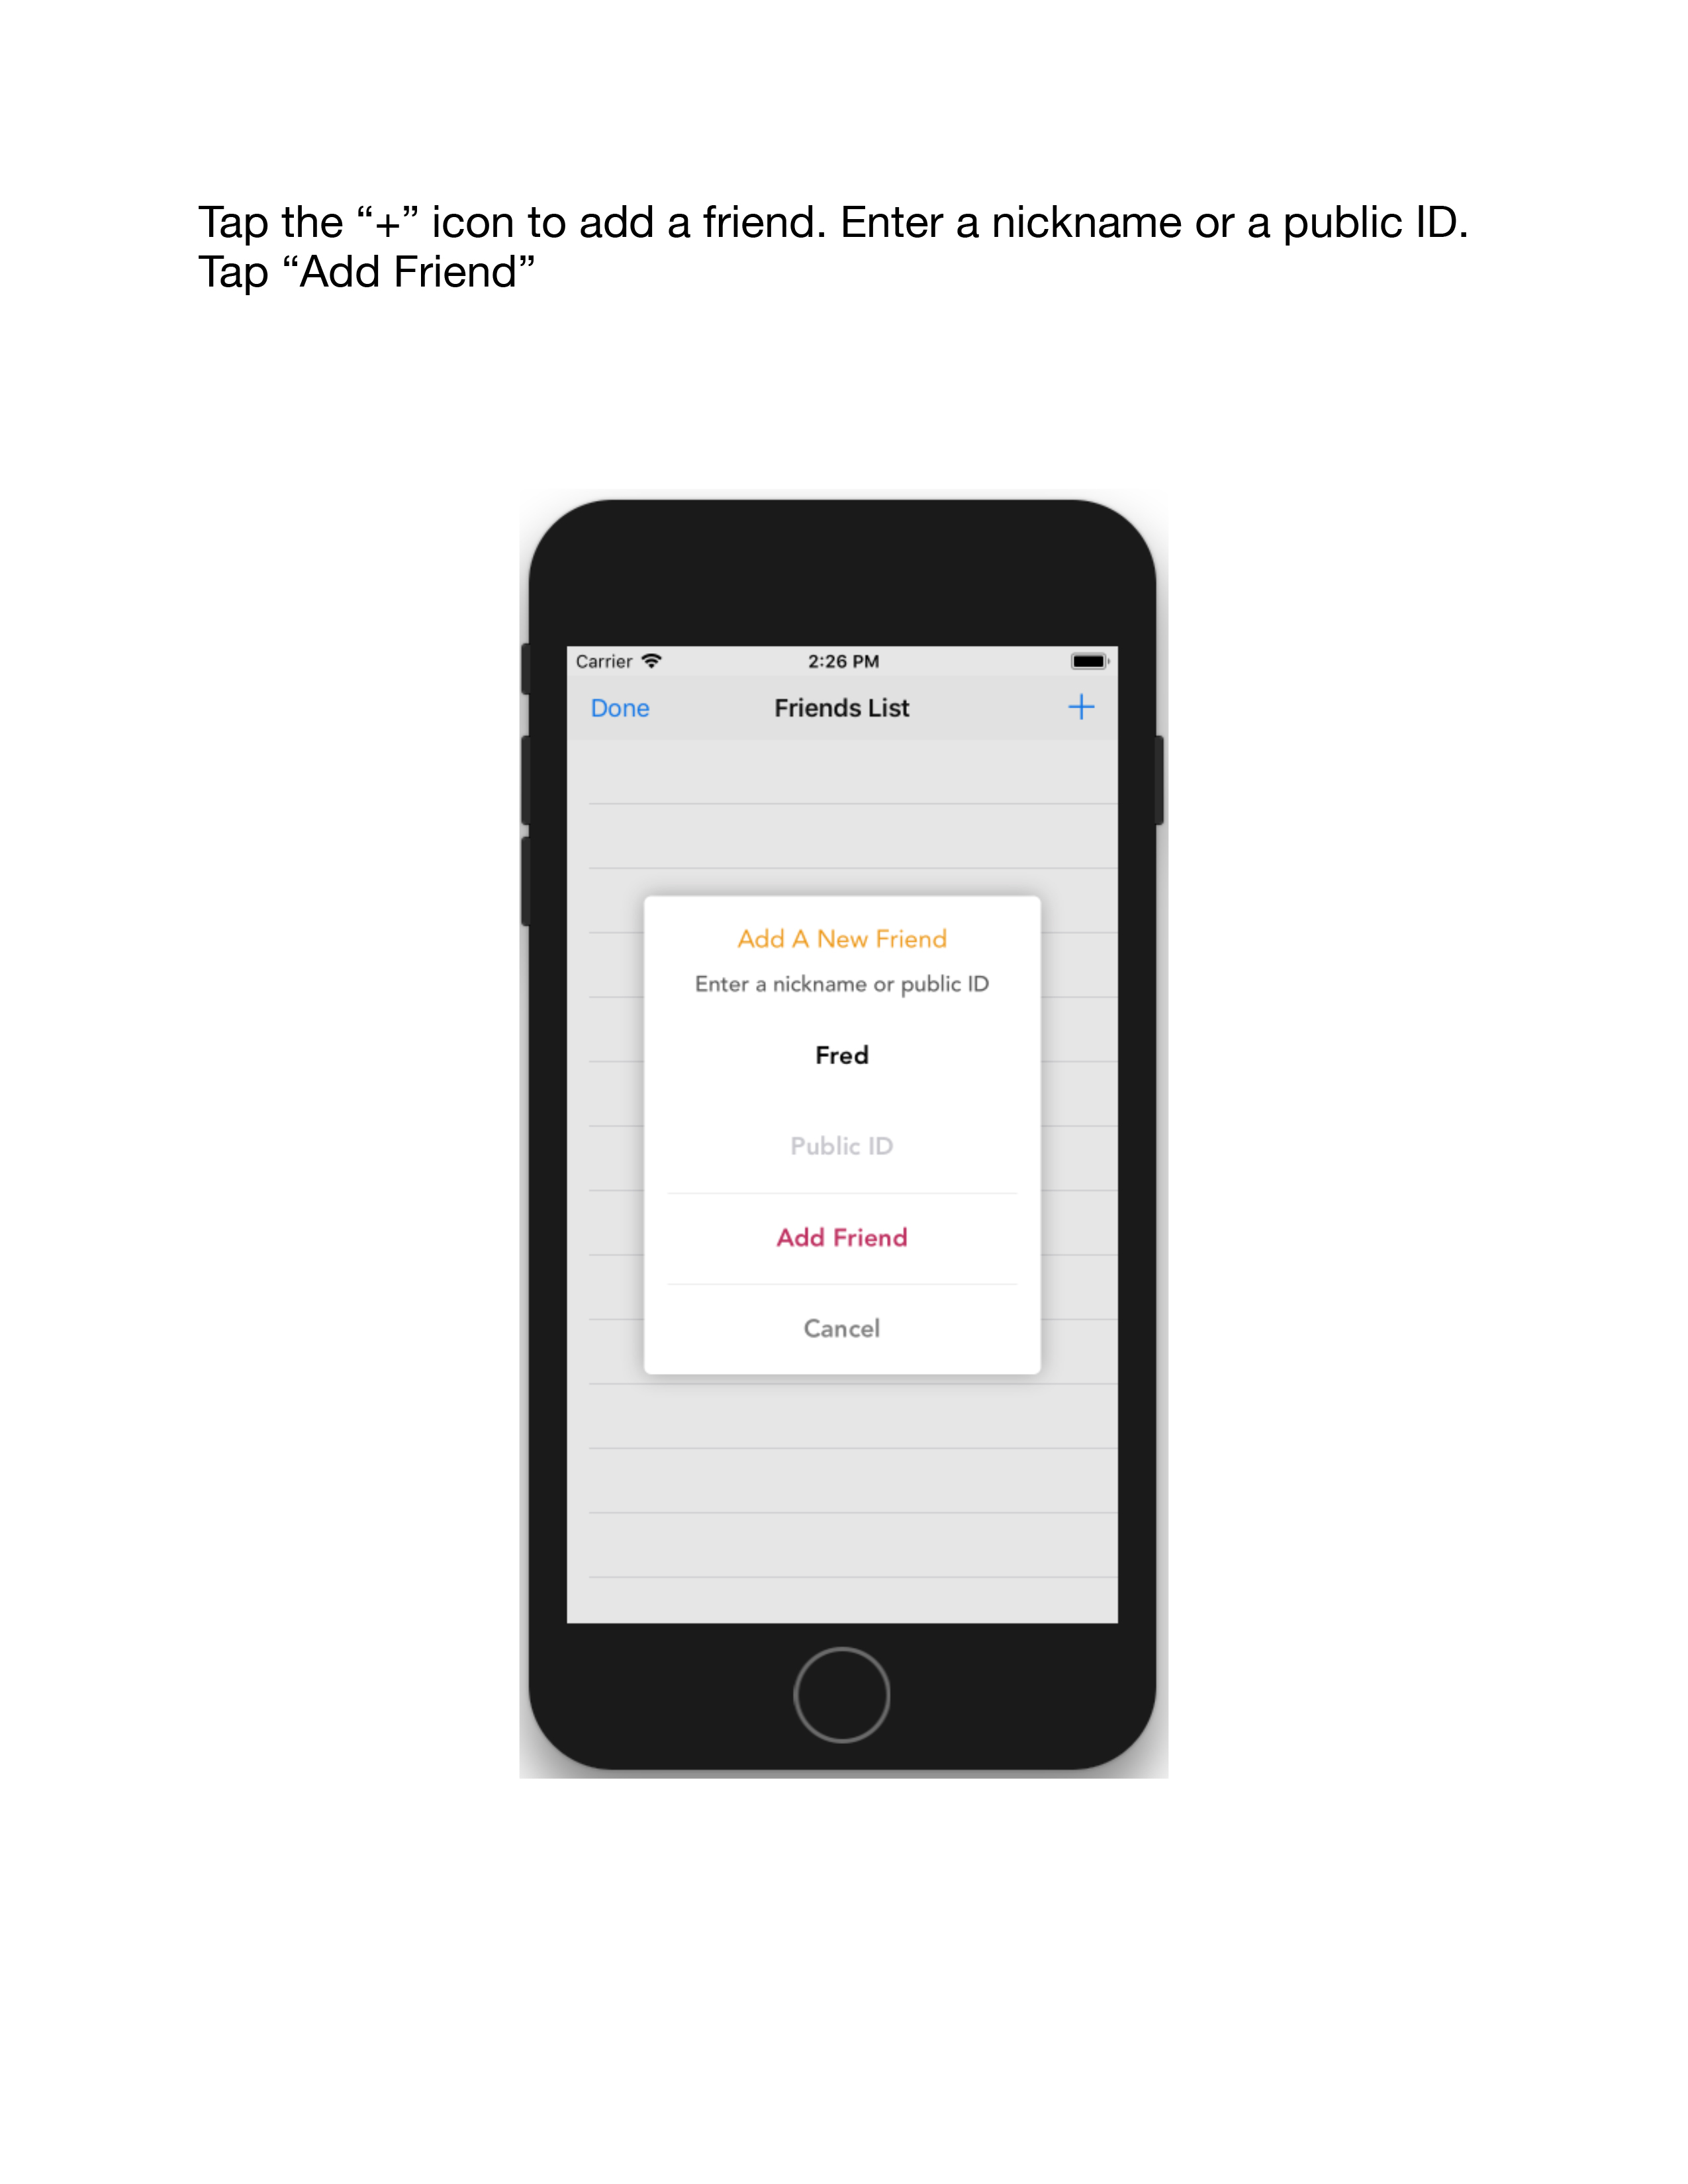 Tap the “+” icon to add a friend. Enter a nickname or a public ID.
Tap “Add Friend”
Carrier 2:26 PM
Done Friends List +
Add A New Friend
Enter a nickname or public ID
Fred
Public ID
Add Friend
Cancel